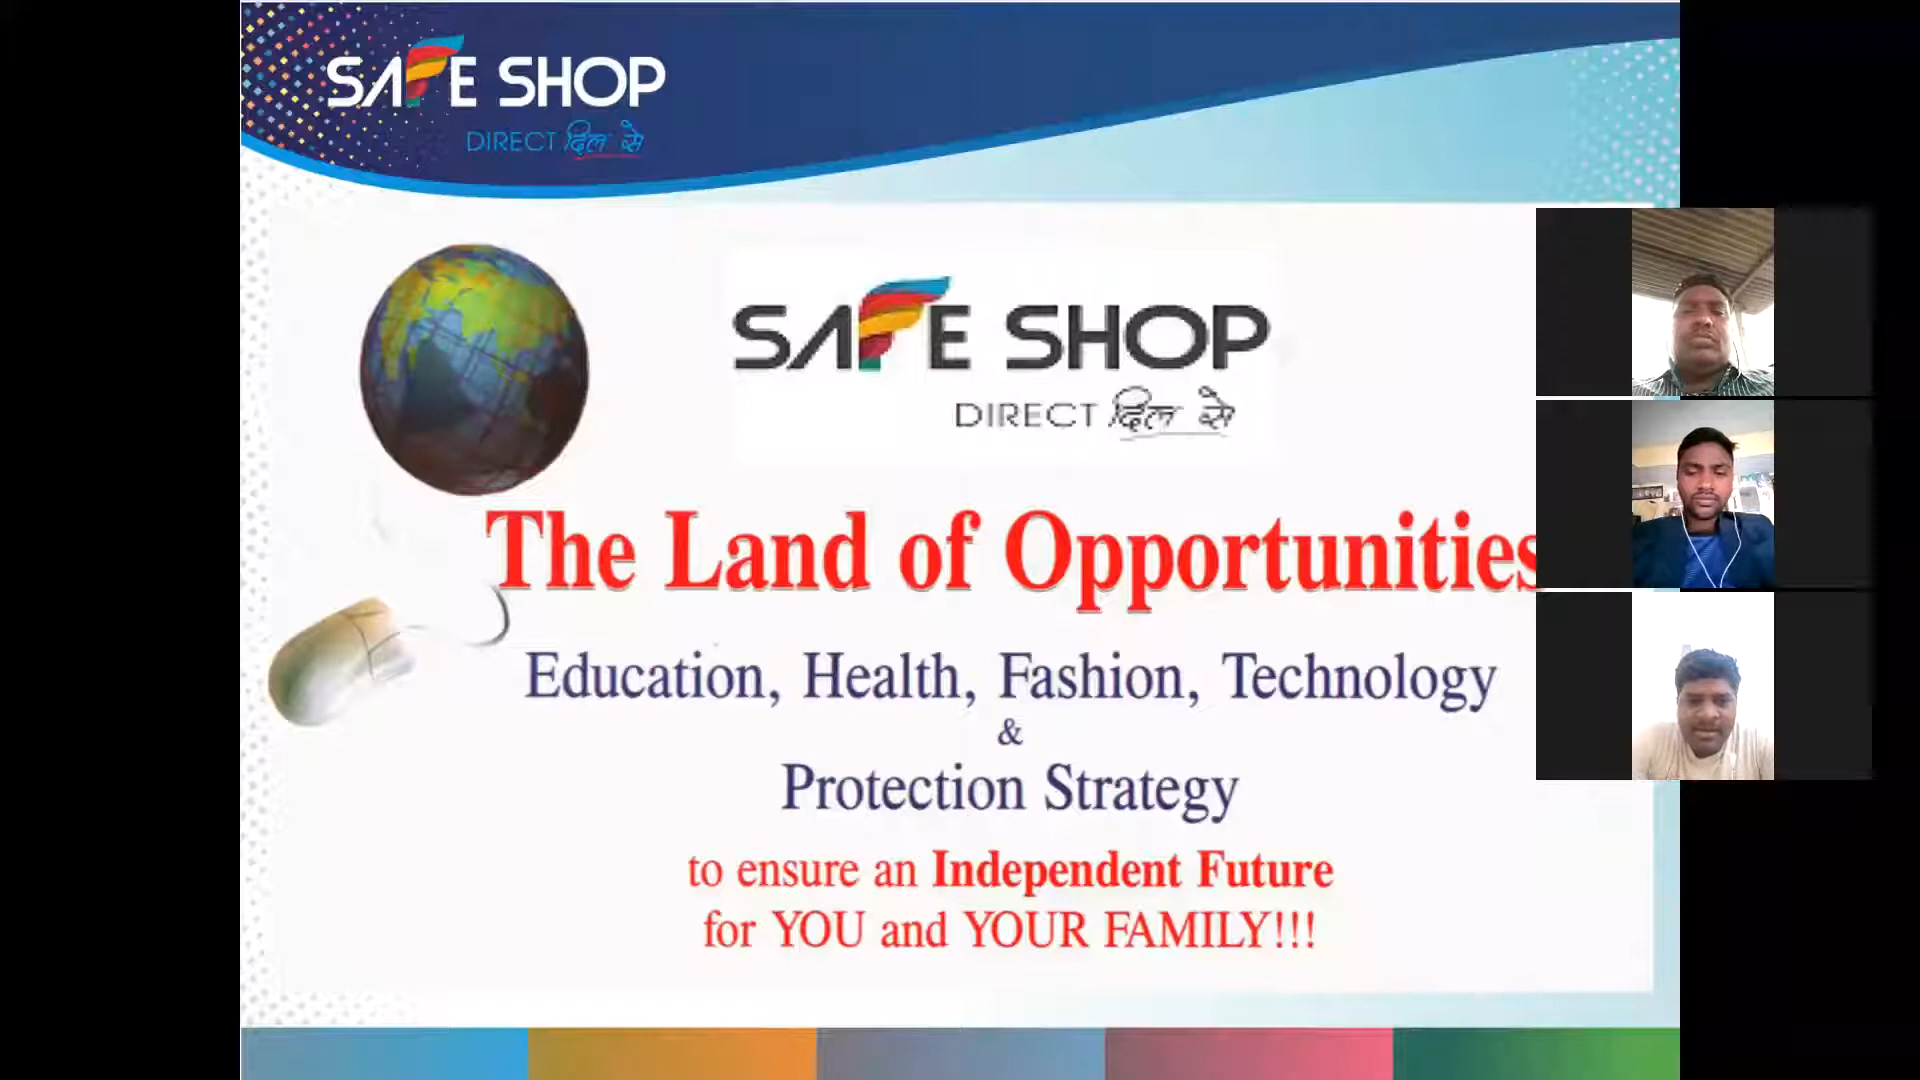 SAFE SHOP
DIRECT दिल से
SAFE SHOP
DIRECT दिल से
The Land of Opportunities
Education, Health, Fashion, Technology
&
Protection Strategy
to ensure an Independent Future
for YOU and YOUR FAMILY!!!